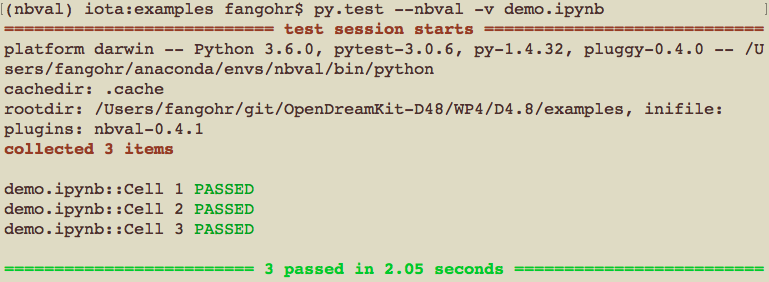 [(nbval) iota:examples fangohr$ py.test --nbval -v demo.ipynb ]
=========================== test session starts ============================
platform darwin -- Python 3.6.0, pytest-3.0.6, py-1.4.32, pluggy-0.4.0 -- /U
sers/fangohr/anaconda/envs/nbval/bin/python
cachedir: .cache
rootdir: /Users/fangohr/git/OpenDreamKit-D48/WP4/D4.8/examples, inifile:
plugins: nbval-0.4.1
collected 3 items
demo.ipynb::Cell 1 PASSED
demo.ipynb::Cell 2 PASSED
demo.ipynb::Cell 3 PASSED
========================= 3 passed in 2.05 seconds =========================